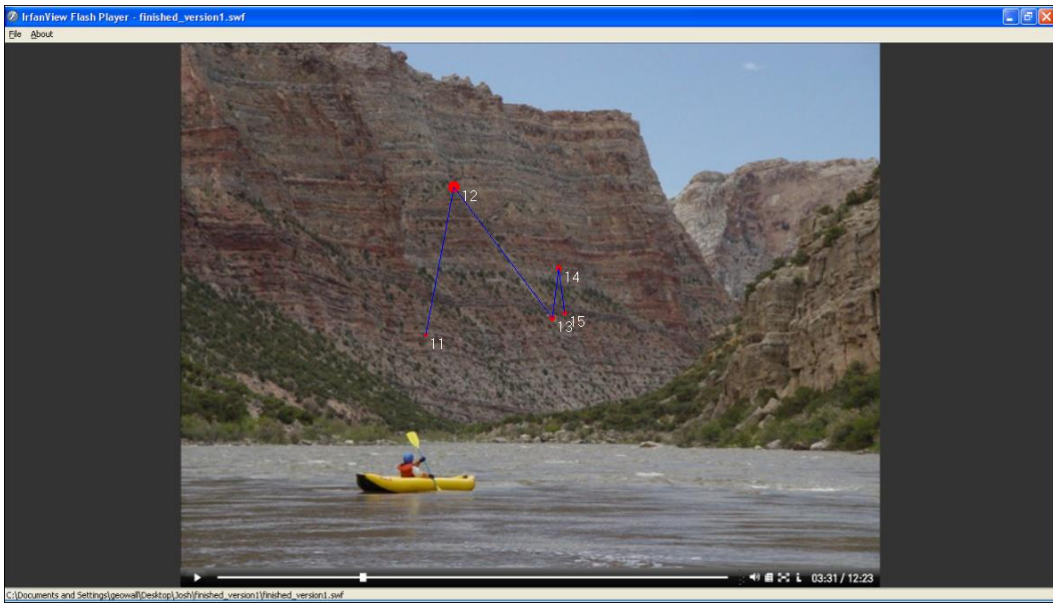 IrfanView Flash Player - finished_version1.swf
File About
12
14
13
15
11
03:31 / 12:23
C:\Documents and Settings\geowall\Desktop\Josh\finished_version1\finished_version1.swf